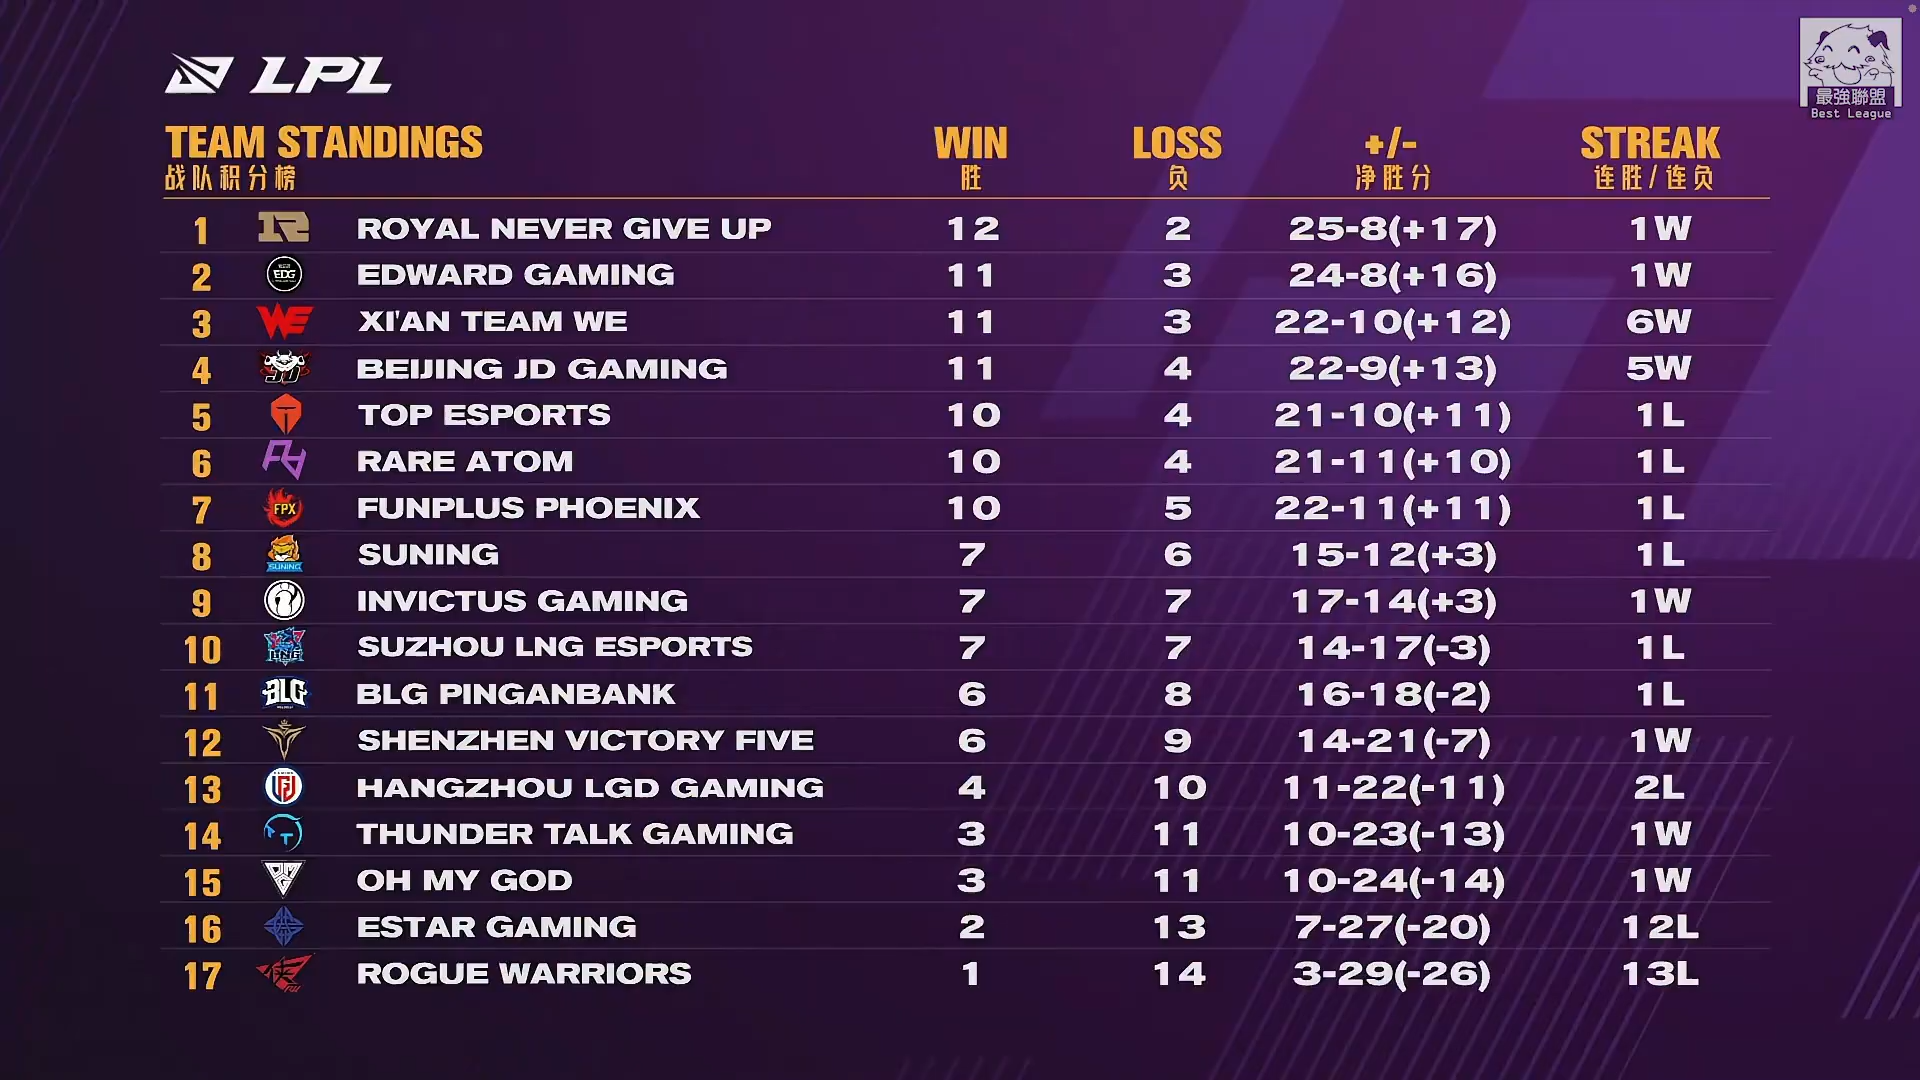 LPL
最強聯盟
Best League
TEAM STANDINGS WIN LOSS +/- STREAK
战队积分榜 胜 负 净胜分 连胜/连负
1 ROYAL NEVER GIVE UP 12 2 25-8(+17) 1W
2 EDG EDWARD GAMING 11 3 24-8(+16) 1W
3 WE XI'AN TEAM WE 11 3 22-10(+12) 6W
4 JD BEIJING JD GAMING 11 4 22-9(+13) 5W
5 TOP ESPORTS 10 4 21-10(+11) 1L
6 RARE ATOM 10 4 21-11(+10) 1L
7 FPX FUNPLUS PHOENIX 10 5 22-11(+11) 1L
8 SUNING SUNING 7 6 15-12(+3) 1L
9 INVICTUS GAMING 7 7 17-14(+3) 1W
10 LNG SUZHOU LNG ESPORTS 7 7 14-17(-3) 1L
11 BLG BLG PINGANBANK 6 8 16-18(-2) 1L
12 SHENZHEN VICTORY FIVE 6 9 14-21(-7) 1W
13 HANGZHOU LGD GAMING 4 10 11-22(-11) 2L
14 THUNDER TALK GAMING 3 11 10-23(-13) 1W
15 OH MY GOD 3 11 10-24(-14) 1W
16 ESTAR GAMING 2 13 7-27(-20) 12L
17 侠 RW ROGUE WARRIORS 1 14 3-29(-26) 13L